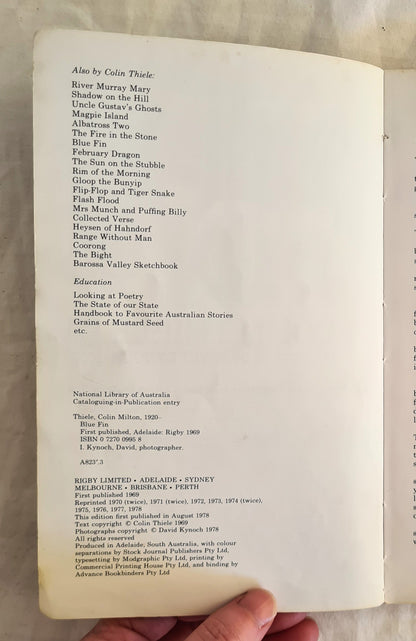 Also by Colin Thiele:
River Murray Mary
Shadow on the Hill
Uncle Gustav's Ghosts
Magpie Island
Albatross Two
The Fire in the Stone
Blue Fin
February Dragon
The Sun on the Stubble
Rim of the Morning
Gloop the Bunyip
Flip-Flop and Tiger Snake
Flash Flood
Mrs Munch and Puffing Billy
Collected Verse
Heysen of Hahndorf
Range Without Man
Coorong
The Bight
Barossa Valley Sketchbook
Education
Looking at Poetry
The State of our State
Handbook to Favourite Australian Stories
Grains of Mustard Seed
etc.
National Library of Australia
Cataloguing-in-Publication entry
Thiele, Colin Milton, 1920–
Blue Fin
First published, Adelaide: Rigby 1969
ISBN 0 7270 0995 8
I. Kynoch, David, photographer.
A823'.3
RIGBY LIMITED • ADELAIDE • SYDNEY
MELBOURNE • BRISBANE • PERTH
First published 1969
Reprinted 1970 (twice), 1971 (twice), 1972, 1973, 1974 (twice),
1975, 1976, 1977, 1978
This edition first published in August 1978
Text copyright © Colin Thiele 1969
Photographs copyright © David Kynoch 1978
All rights reserved
Produced in Adelaide, South Australia, with colour
separations by Stock Journal Publishers Pty Ltd,
typesetting by Modgraphic Pty Ltd, printing by
Commercial Printing House Pty Ltd, and binding by
Advance Bookbinders Pty Ltd